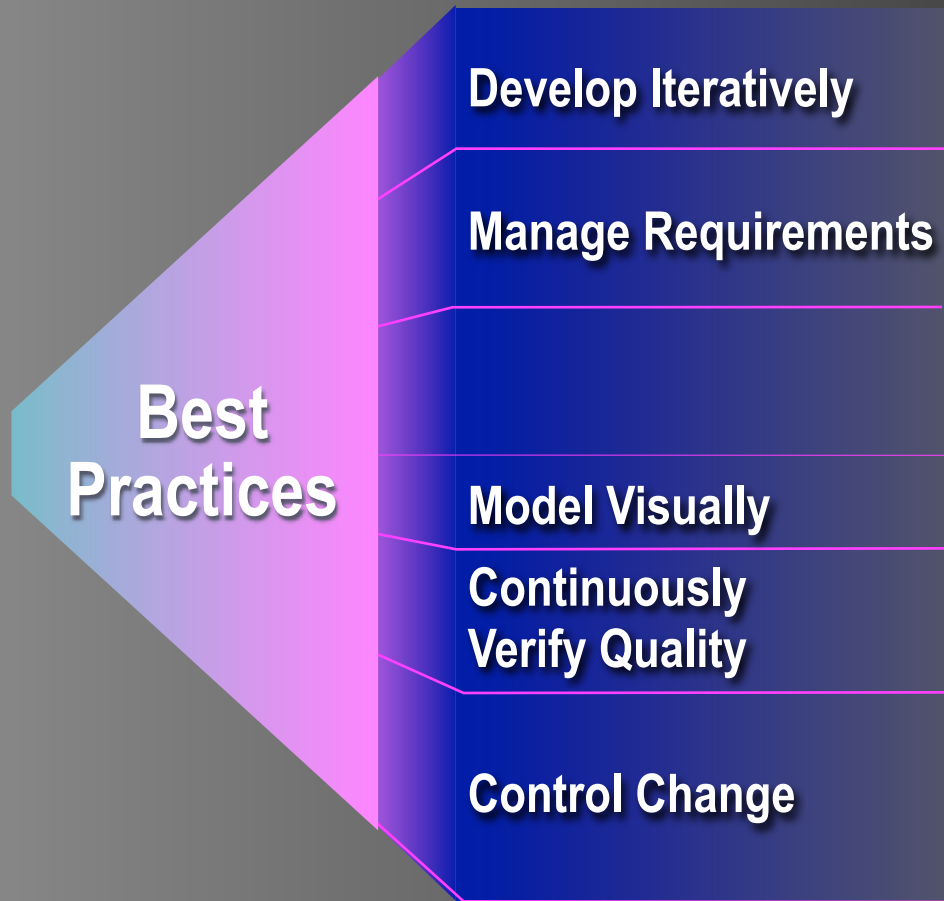 Best
Practices
Develop Iteratively
Manage Requirements
Model Visually
Continuously
Verify Quality
Control Change